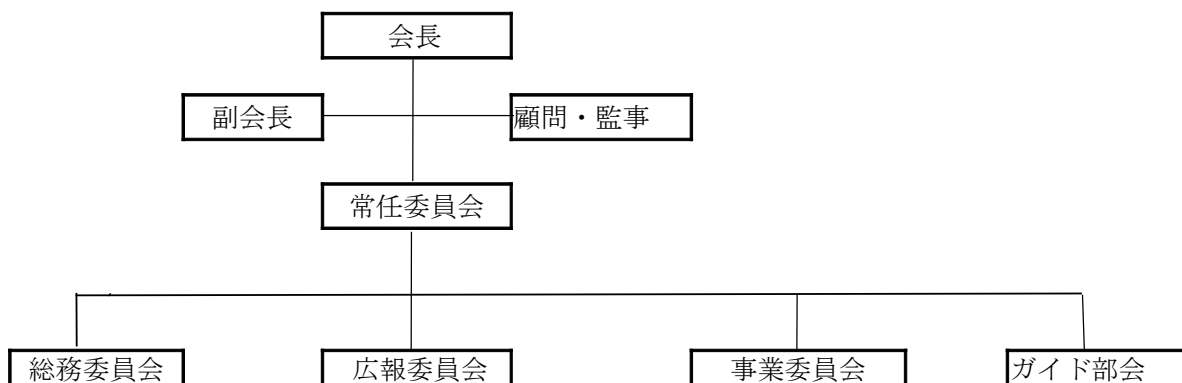 会長
副会長
顧問・監事
常任委員会
総務委員会
広報委員会
事業委員会
ガイド部会